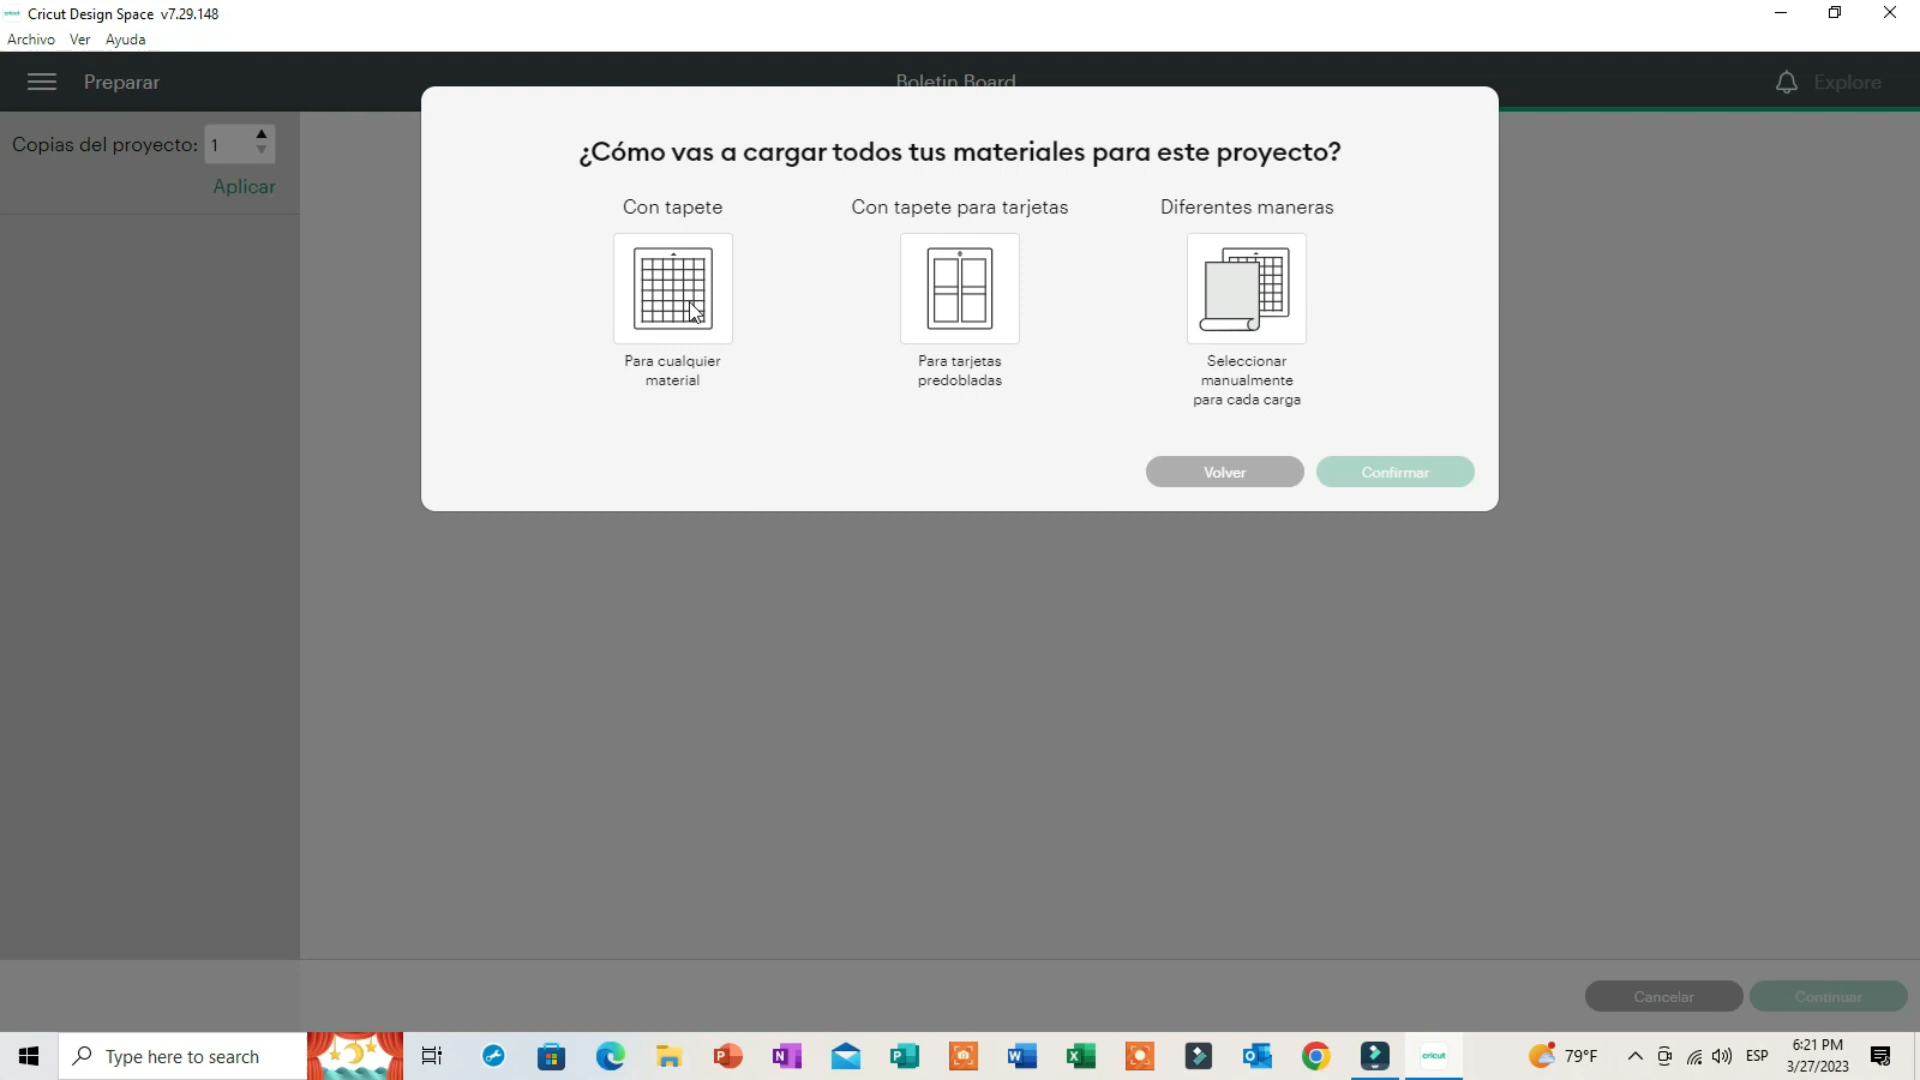 Cricut Design Space v7.29.148
Archivo Ver Ayuda
Preparar
Boletin Board
Explore
Copias del proyecto: 1
Aplicar
¿Cómo vas a cargar todos tus materiales para este proyecto?
Con tapete
Para cualquier
material
Con tapete para tarjetas
Para tarjetas
predobladas
Diferentes maneras
Seleccionar
manualmente
para cada carga
Volver
Confirmar
Cancelar
Continuar
Type here to search
cricut
79°F
ESP
6:21 PM
3/27/2023